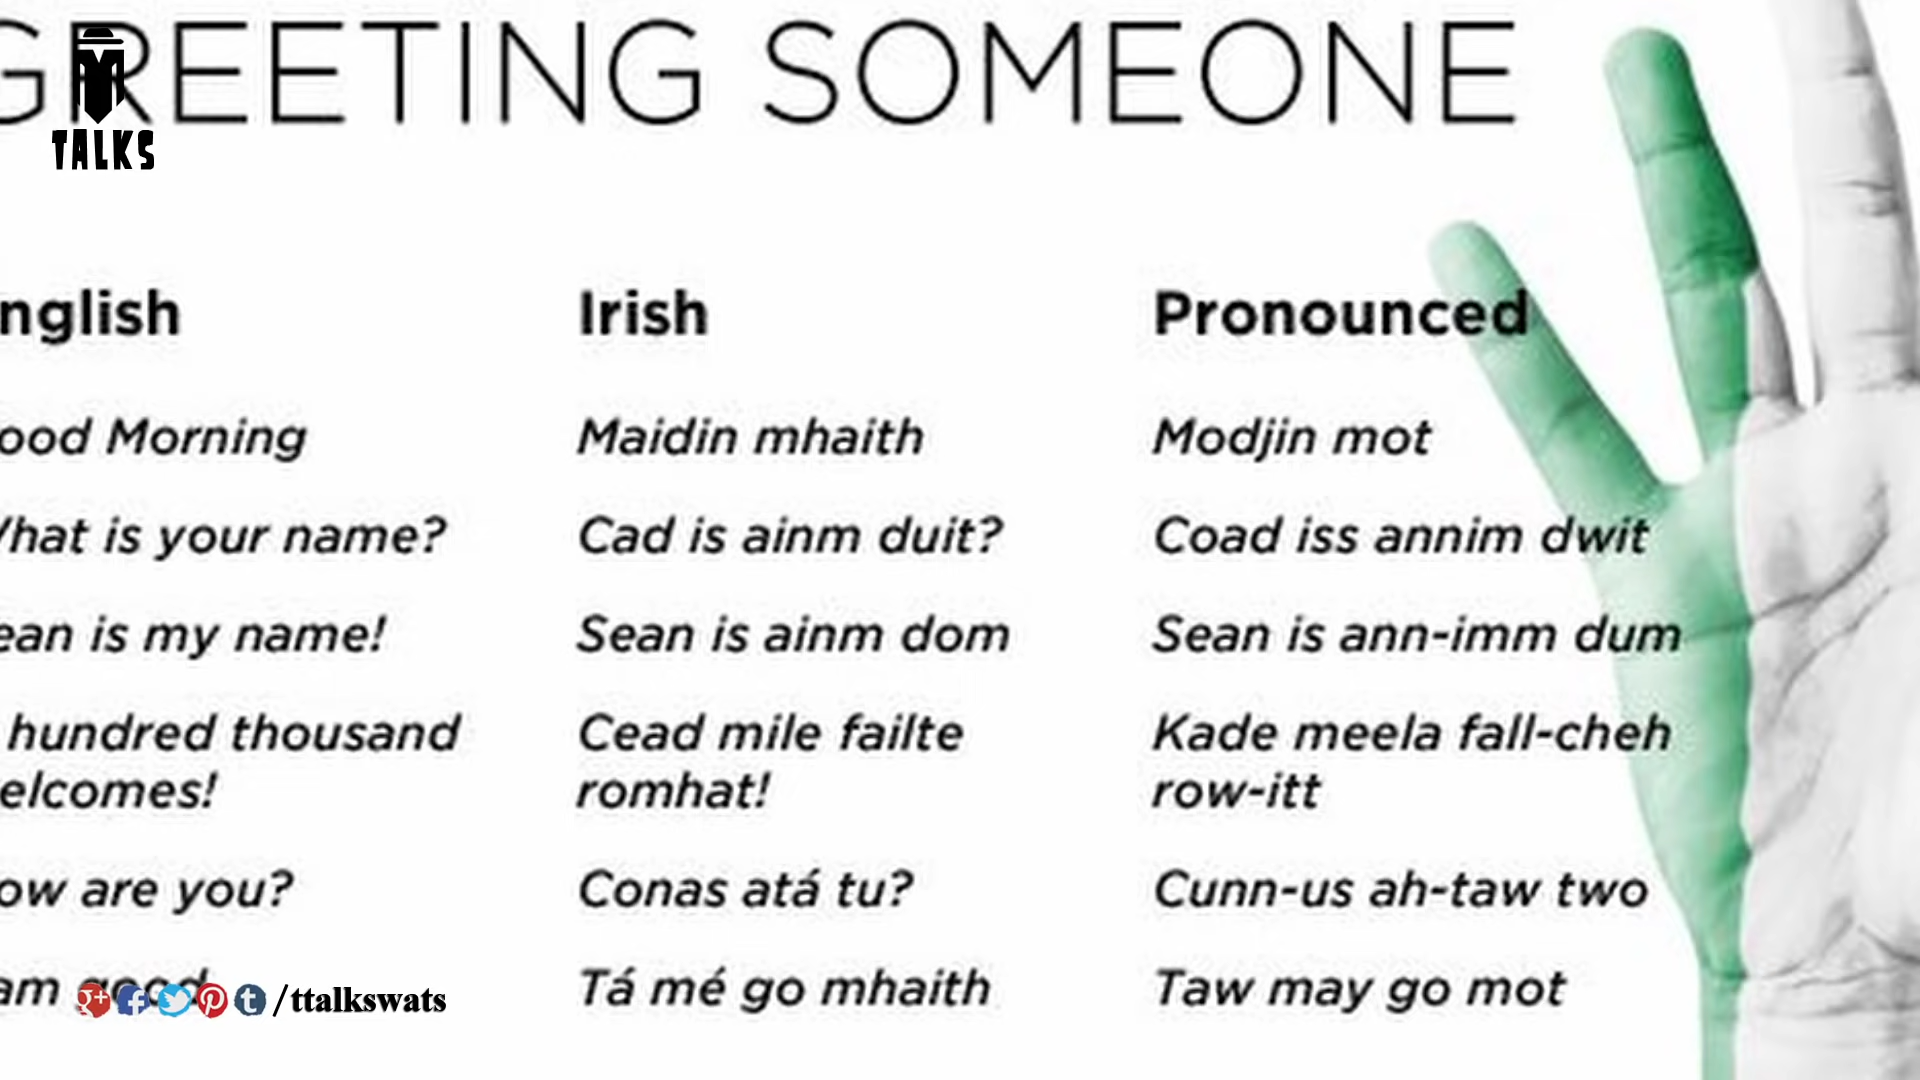 GREETING SOMEONE
TALKS
nglish Irish Pronounced
ood Morning Maidin mhaith Modjin mot
hat is your name? Cad is ainm duit? Coad iss annim dwit
ean is my name! Sean is ainm dom Sean is ann-imm dum
hundred thousand Cead mile failte Kade meela fall-cheh
elcomes! romhat! row-itt
ow are you? Conas atá tu? Cunn-us ah-taw two
am good Tá mé go mhaith Taw may go mot
/ttalkswats